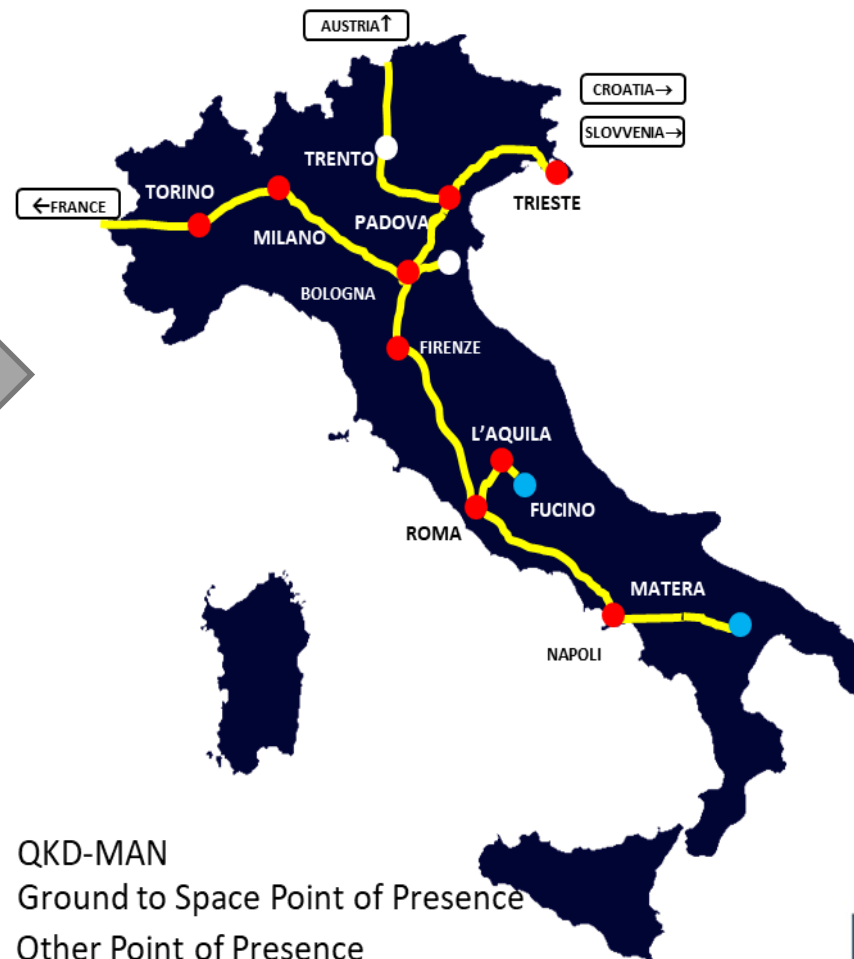 AUSTRIA↑
CROATIA→
SLOVVENIA→
TRENTO
TORINO
←FRANCE
TRIESTE
PADOVA
MILANO
BOLOGNA
FIRENZE
L'AQUILA
FUCINO
ROMA
MATERA
NAPOLI
QKD-MAN
Ground to Space Point of Presence
Other Point of Presence